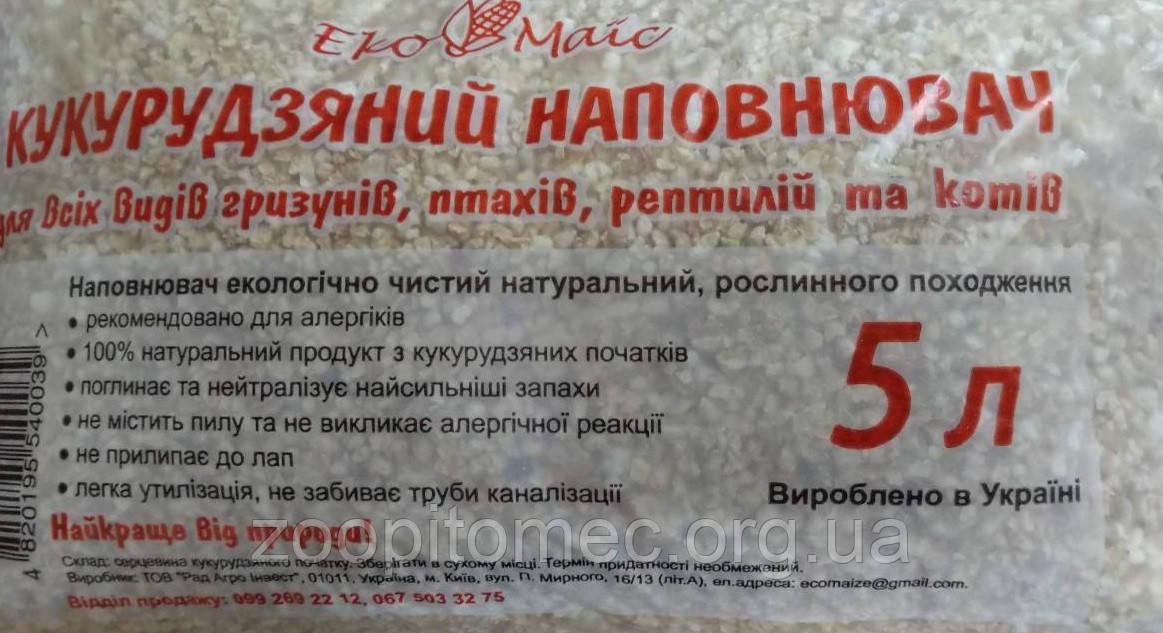 Еко Маїс
КУКУРУДЗЯНИЙ НАПОВНЮВАЧ
для всіх видів гризунів, птахів, рептилій та котів
Наповнювач екологічно чистий натуральний, рослинного походження
• рекомендовано для алергіків
• 100% натуральний продукт з кукурудзяних початків
• поглинає та нейтралізує найсильніші запахи
• не містить пилу та не викликає алергічної реакції
• не прилипає до лап
• легка утилізація, не забиває труби каналізації
5 л
Вироблено в Україні
Найкраще від природи!
zoopitomec.org.ua
Склад: серцевина кукурудзяного початку. Зберігати в сухому місці. Термін придатності необмежений.
Виробник: ТОВ "Рад Агро Інвест", 01011, Україна, м. Київ, вул. П. Мирного, 16/13 (літ.А), ел.адреса: ecomaize@gmail.com.
Відділ продажу: 099 269 22 12, 067 503 32 75
4 820195 540039 >